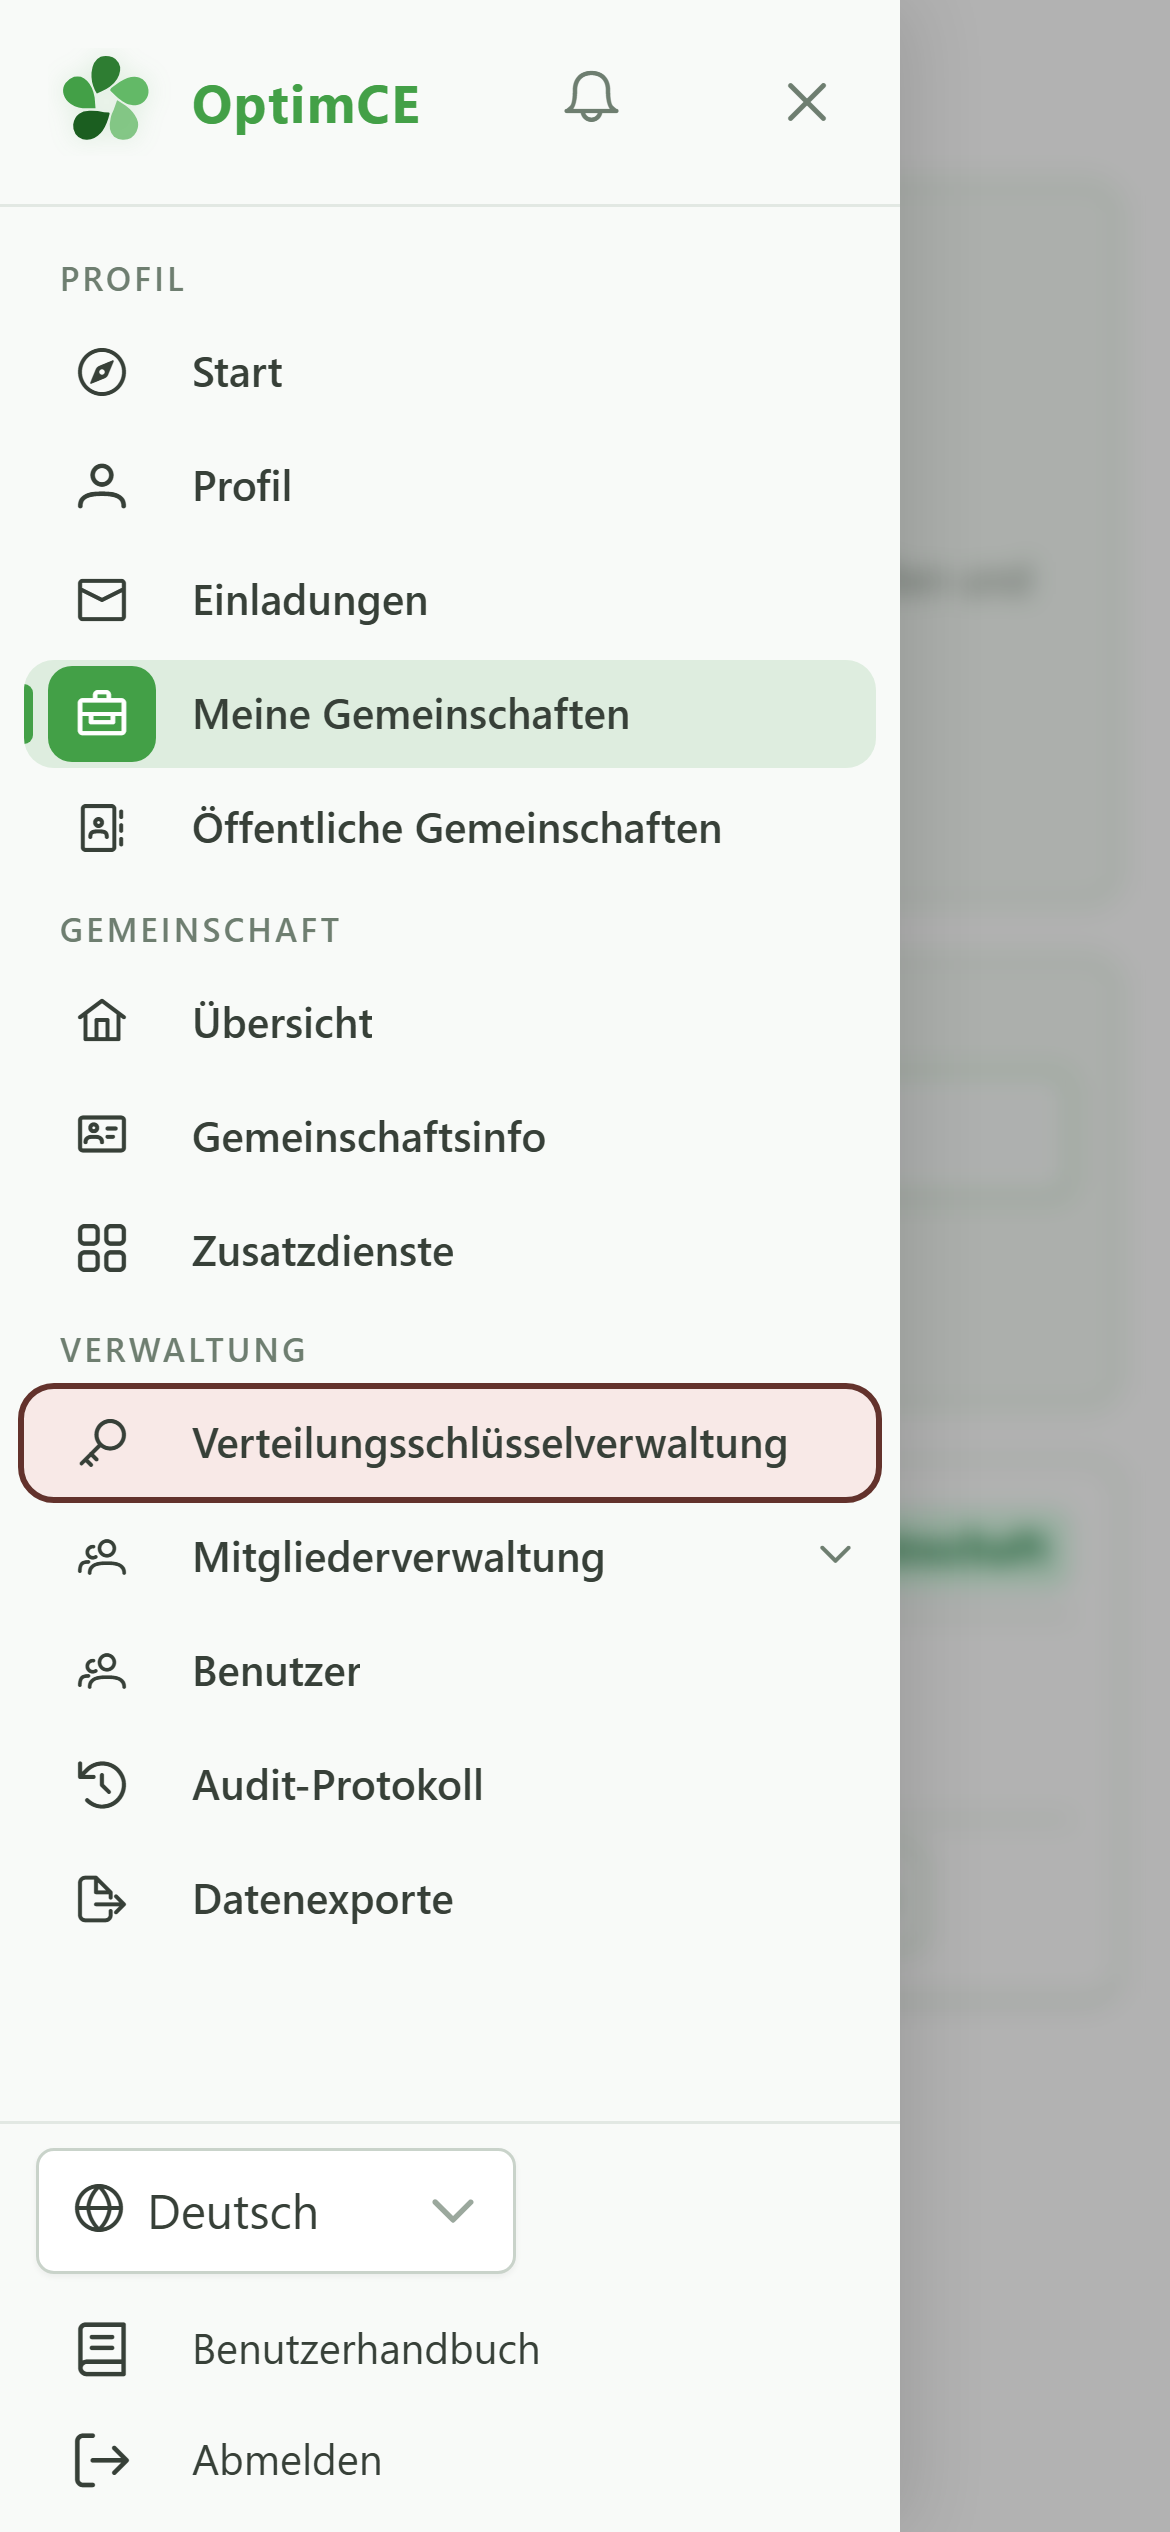 OptimCE
PROFIL
Start
Profil
Einladungen
Meine Gemeinschaften
Öffentliche Gemeinschaften
GEMEINSCHAFT
Übersicht
Gemeinschaftsinfo
Zusatzdienste
VERWALTUNG
Verteilungsschlüsselverwaltung
Mitgliederverwaltung
Benutzer
Audit-Protokoll
Datenexporte
Deutsch
Benutzerhandbuch
Abmelden